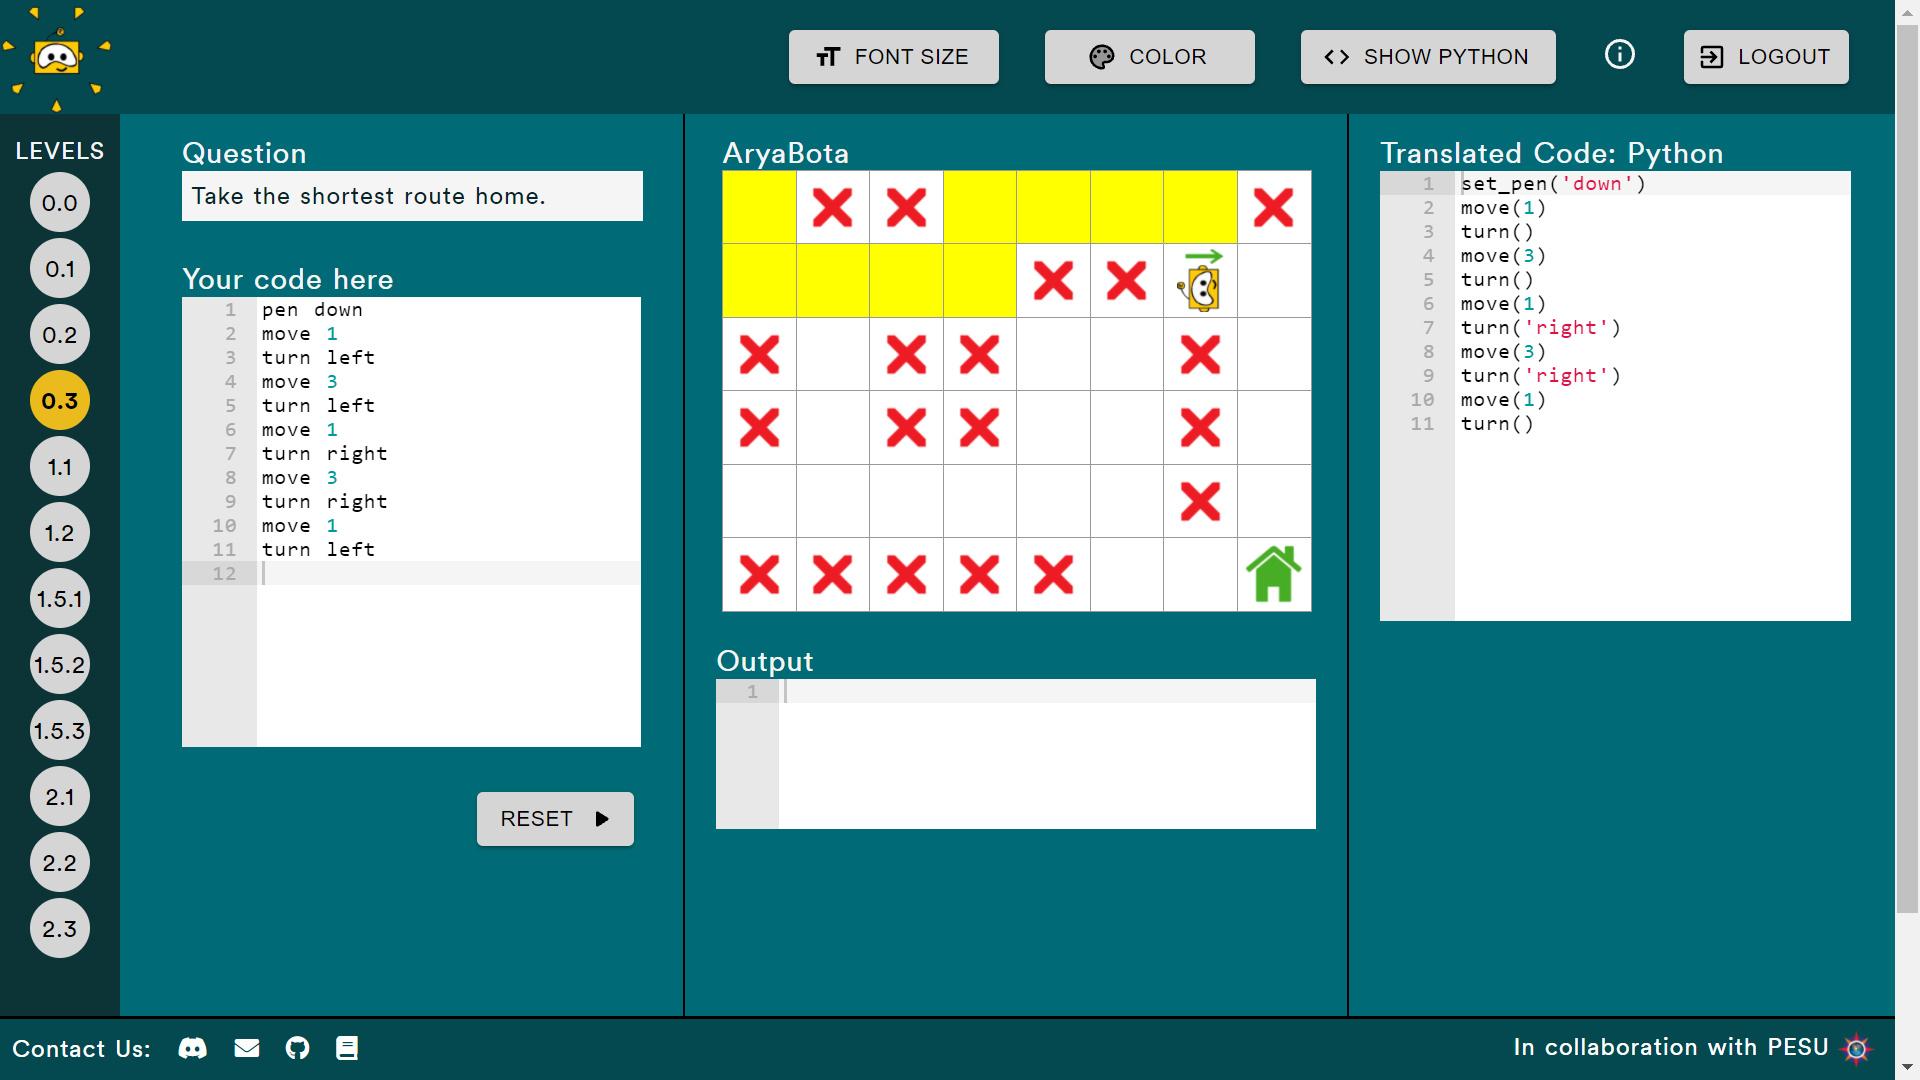 FONT SIZE
COLOR
SHOW PYTHON
LOGOUT
LEVELS
0.0
0.1
0.2
0.3
1.1
1.2
1.5.1
1.5.2
1.5.3
2.1
2.2
2.3
Question
Take the shortest route home.
Your code here
1 pen down
2 move 1
3 turn left
4 move 3
5 turn left
6 move 1
7 turn right
8 move 3
9 turn right
10 move 1
11 turn left
12
RESET
AryaBota
Output
1
Translated Code: Python
1 set_pen('down')
2 move(1)
3 turn()
4 move(3)
5 turn()
6 move(1)
7 turn('right')
8 move(3)
9 turn('right')
10 move(1)
11 turn()
Contact Us:
In collaboration with PESU